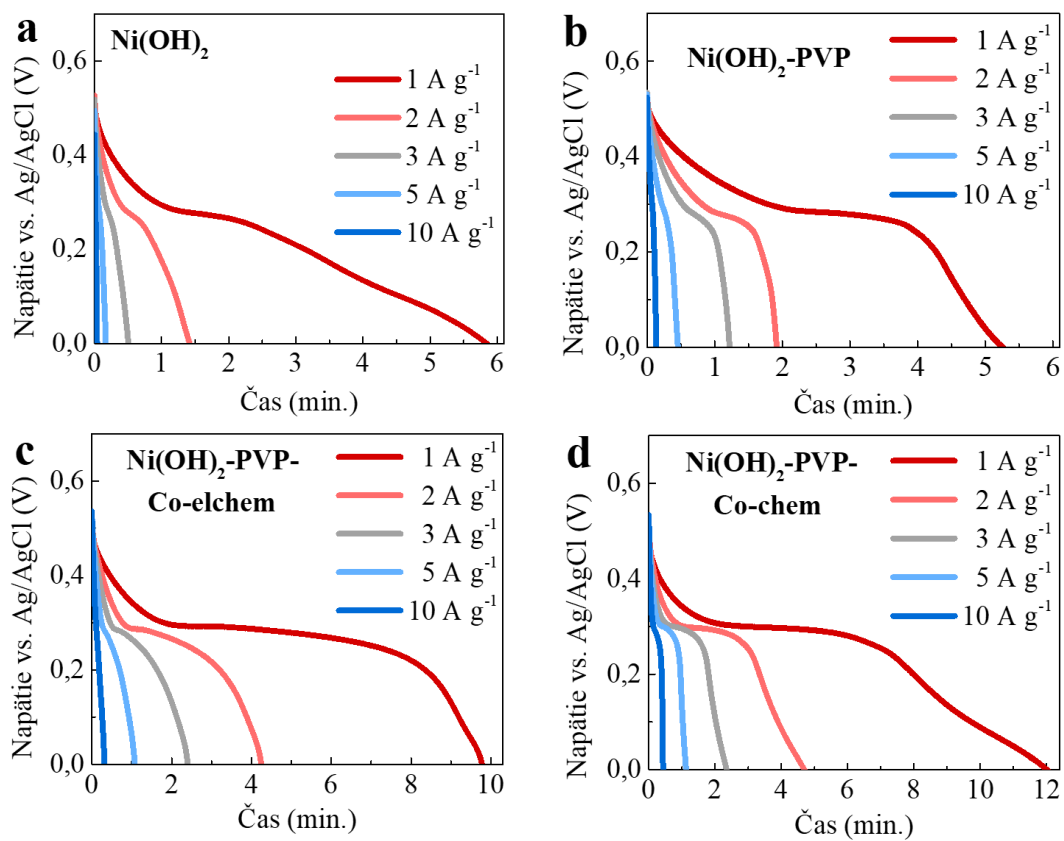 a
Ni(OH)₂
0,6
0,4
0,2
0,0
0 1 2 3 4 5 6
Napätie vs. Ag/AgCl (V)
Čas (min.)
1 A g⁻¹
2 A g⁻¹
3 A g⁻¹
5 A g⁻¹
10 A g⁻¹
b
Ni(OH)₂-PVP
0,6
0,4
0,2
0,0
0 1 2 3 4 5 6
Napätie vs. Ag/AgCl (V)
Čas (min.)
1 A g⁻¹
2 A g⁻¹
3 A g⁻¹
5 A g⁻¹
10 A g⁻¹
c
Ni(OH)₂-PVP-
Co-elchem
0,6
0,4
0,2
0,0
0 2 4 6 8 10
Napätie vs. Ag/AgCl (V)
Čas (min.)
1 A g⁻¹
2 A g⁻¹
3 A g⁻¹
5 A g⁻¹
10 A g⁻¹
d
Ni(OH)₂-PVP-
Co-chem
0,6
0,4
0,2
0,0
0 2 4 6 8 10 12
Napätie vs. Ag/AgCl (V)
Čas (min.)
1 A g⁻¹
2 A g⁻¹
3 A g⁻¹
5 A g⁻¹
10 A g⁻¹